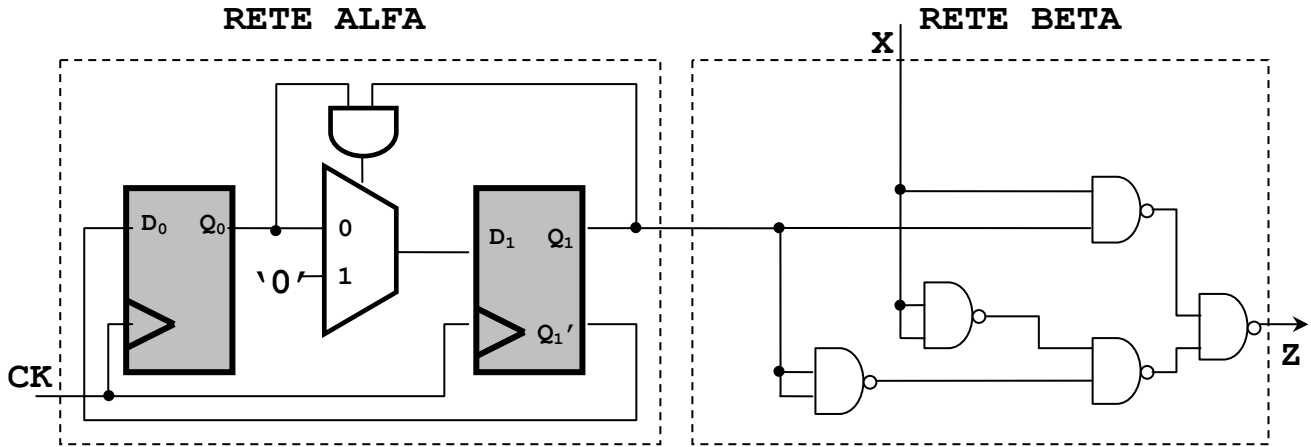 RETE ALFA
RETE BETA
X
D₀ Q₀
0
D₁ Q₁
‘0’
1
Q₁’
CK
Z